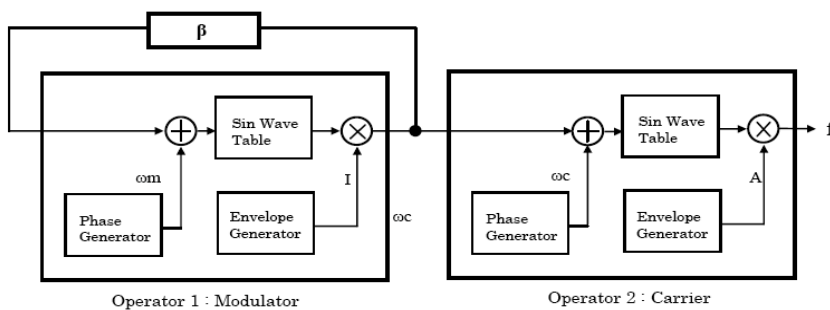 β
Sin Wave
Table
ωm
I
Phase
Generator
Envelope
Generator
ωc
Operator 1 : Modulator
Sin Wave
Table
ωc
A
Phase
Generator
Envelope
Generator
f
Operator 2 : Carrier